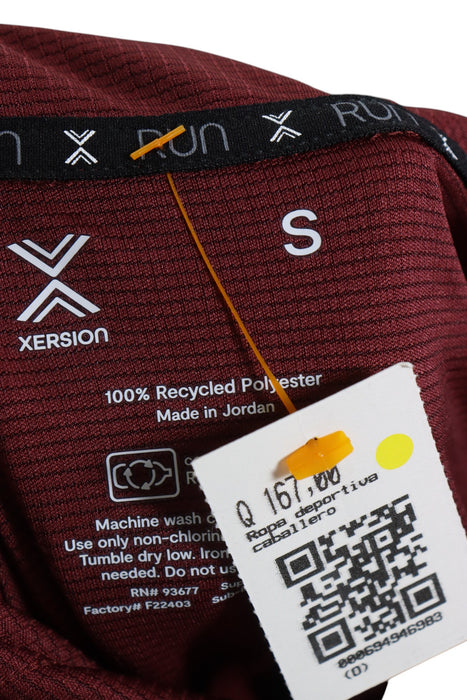 RUN
S
XERSION
100% Recycled Polyester
Made in Jordan
Machine wash
Use only non-chlorin
Tumble dry low. Iron
needed. Do not us
RN# 93677
Factory# F22403
Q 167,00
Ropa deportiva
caballero
000694946983
(0)